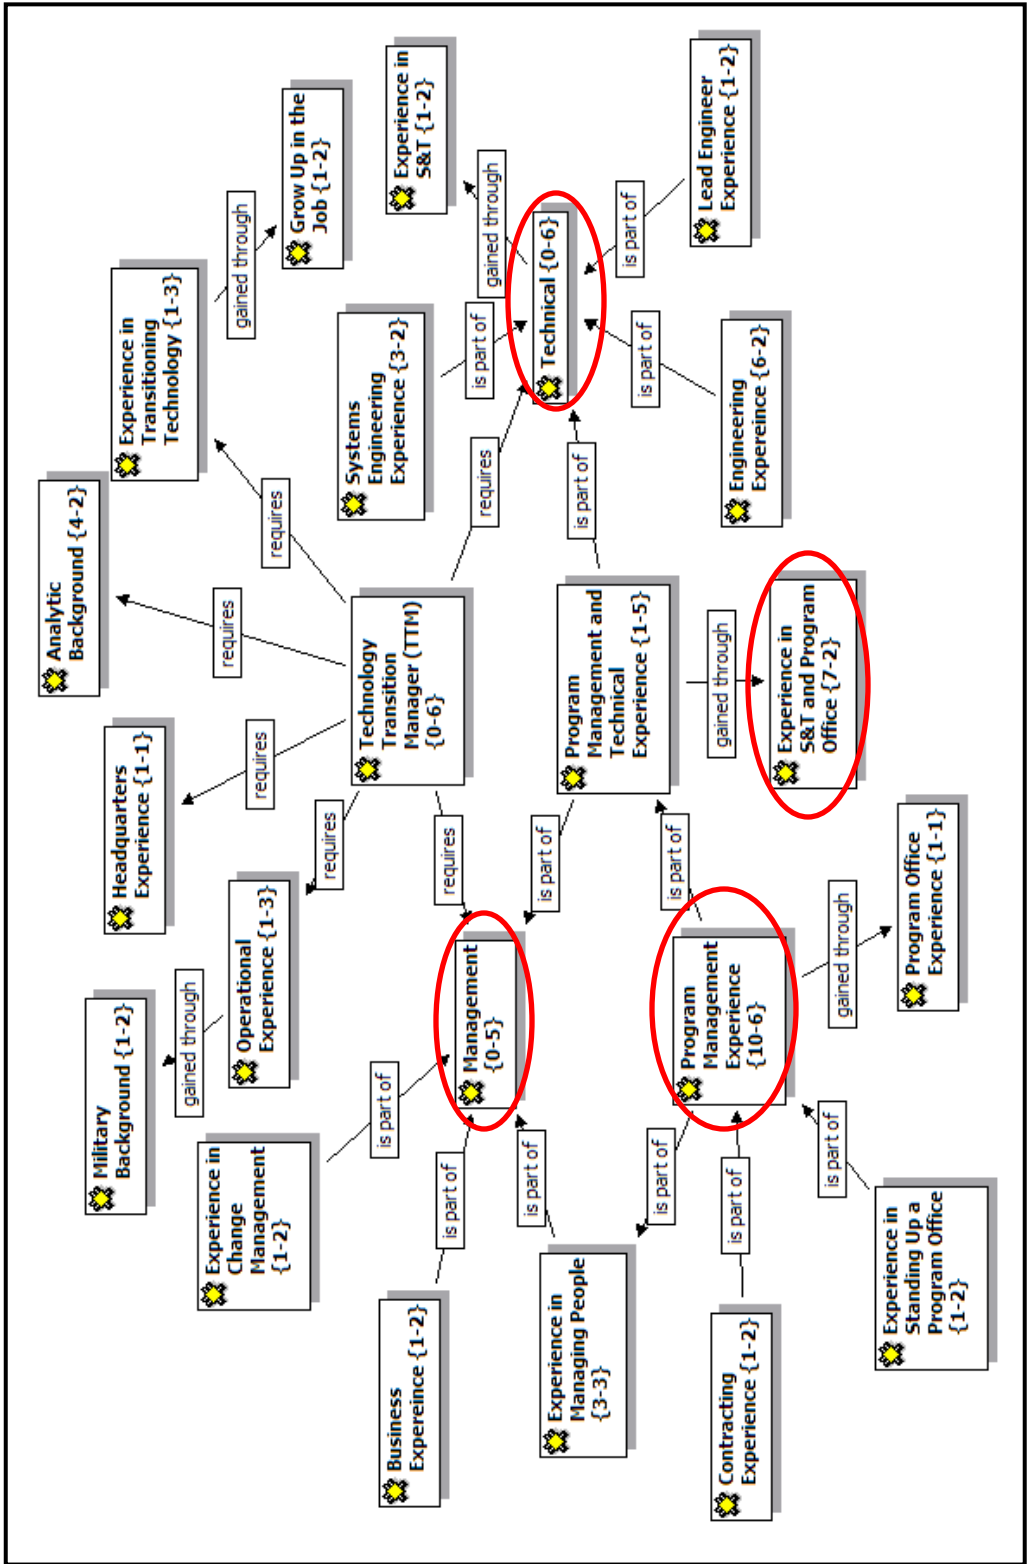 Analytic
Background {4-2}
Military
Background {1-2}
Headquarters
Experience {1-1}
Experience in
Transitioning
Technology {1-3}
gained through
requires
gained through
Experience in
Change
Management
{1-2}
Operational
Experience {1-3}
requires
requires
Grow Up in the
Job {1-2}
requires
is part of
Business
Expereince {1-2}
Technology
Transition
Manager (TTM)
{0-6}
Systems
Engineering
Experience {3-2}
Experience in
S&T {1-2}
is part of
requires
requires
is part of
gained through
Management
{0-5}
is part of
is part of
Technical {0-6}
Experience in
Managing People
{3-3}
Program
Management and
Technical
Experience {1-5}
is part of
is part of
is part of
is part of
is part of
Program
Management
Experience
{10-6}
Contracting
Experience {1-2}
is part of
gained through
Engineering
Expereince {6-2}
Lead Engineer
Experience {1-2}
Experience in
S&T and Program
Office {7-2}
is part of
gained through
Experience in
Standing Up a
Program Office
{1-2}
Program Office
Experience {1-1}